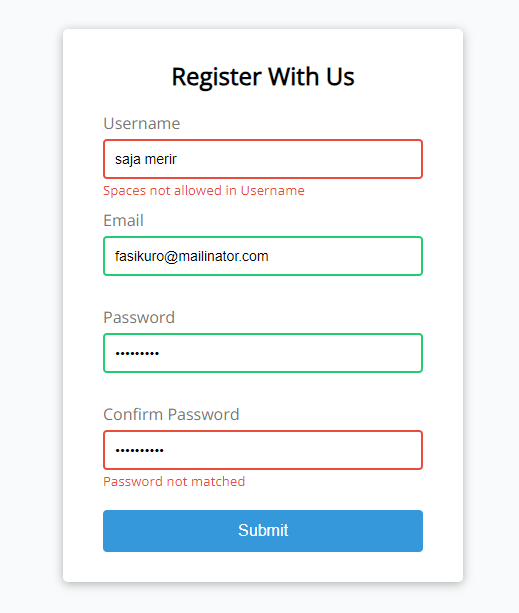 Register With Us
Username
saja merir
Spaces not allowed in Username
Email
fasikuro@mailinator.com
Password
•••••••••
Confirm Password
••••••••••
Password not matched
Submit